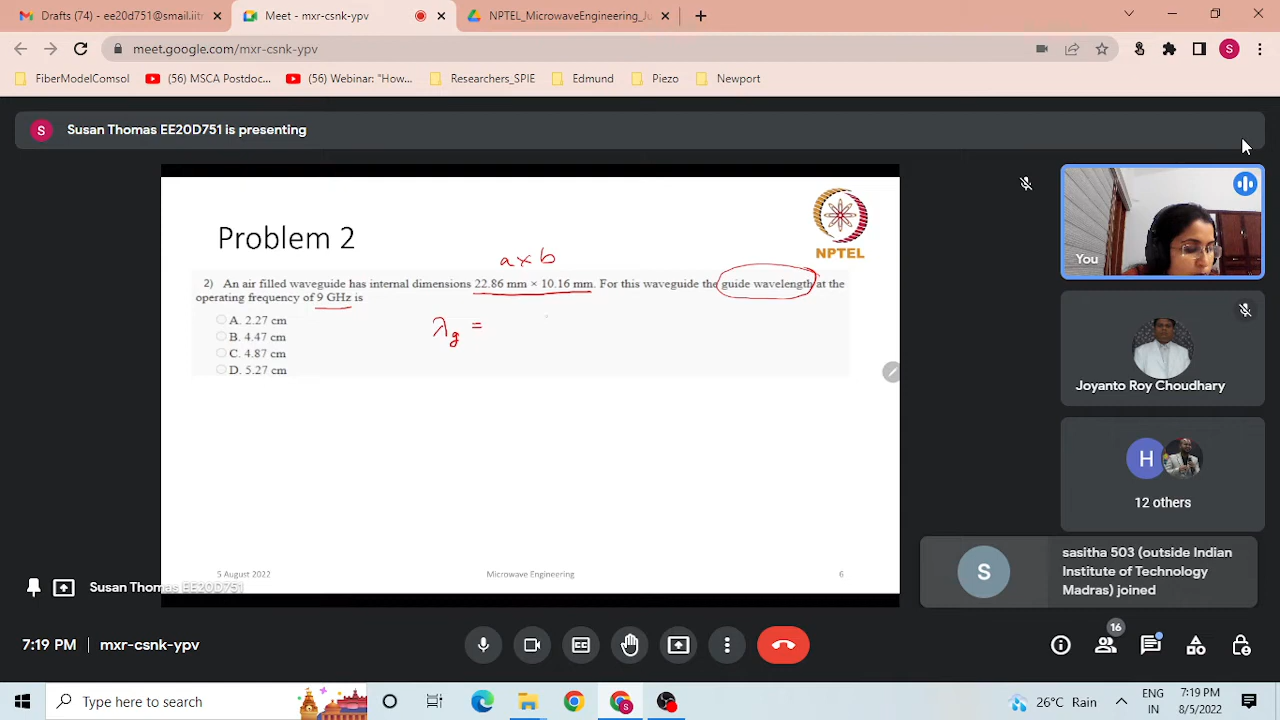 Drafts (74) - ee20d751@smail.iitm
Meet - mxr-csnk-ypv
NPTEL_MicrowaveEngineering_Ju
meet.google.com/mxr-csnk-ypv
FiberModelComsol
(56) MSCA Postdoc...
(56) Webinar: "How...
Researchers_SPIE
Edmund
Piezo
Newport
S
S
Susan Thomas EE20D751 is presenting
Problem 2
NPTEL
a x b
2) An air filled waveguide has internal dimensions 22.86 mm × 10.16 mm. For this waveguide the guide wavelength at the
operating frequency of 9 GHz is
A. 2.27 cm
B. 4.47 cm
C. 4.87 cm
D. 5.27 cm
λg =
5 August 2022
Microwave Engineering
6
Susan Thomas EE20D751
You
Joyanto Roy Choudhary
H
12 others
S
sasitha 503 (outside Indian
Institute of Technology
Madras) joined
7:19 PM | mxr-csnk-ypv
16
Type here to search
S
26°C Rain
ENG
IN
7:19 PM
8/5/2022